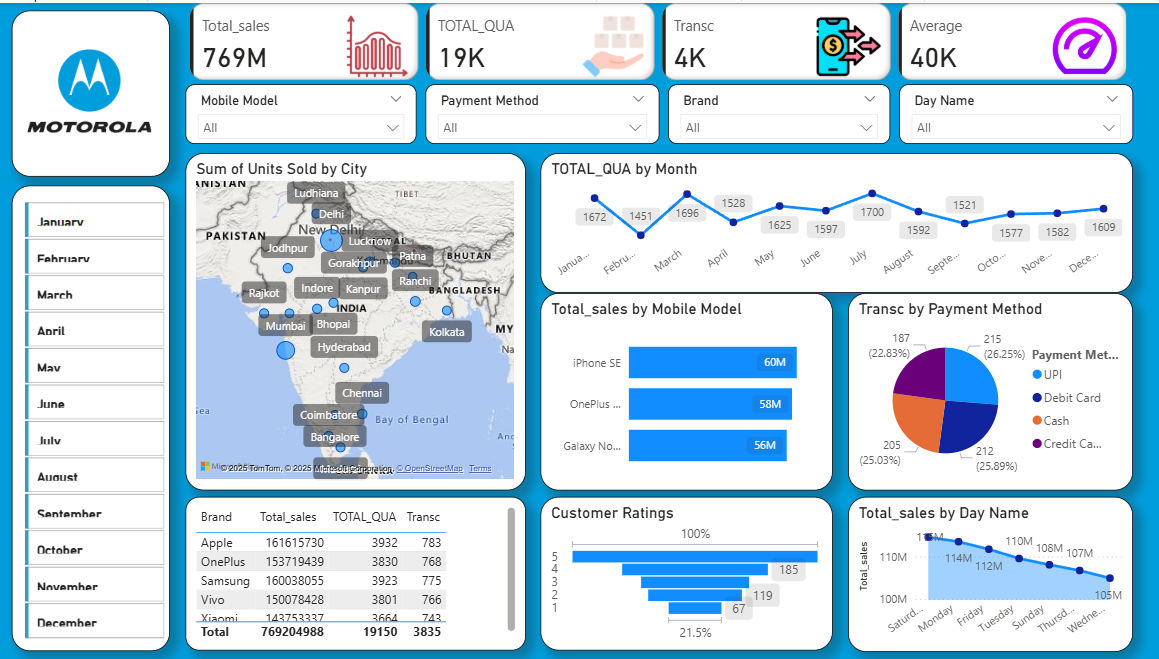 Total_sales
769M
TOTAL_QUA
19K
Transc
4K
Average
40K
MOTOROLA
Mobile Model
All
Payment Method
All
Brand
All
Day Name
All
January
February
March
April
May
June
July
August
September
October
November
December
Sum of Units Sold by City
ANISTAN
Ludhiana
TIBET
Delhi
New Delhi
PAKISTAN
Jodhpur
Lucknow
AL
BHUTAN
Gorakhpur
Patna
Ranchi
Rajkot
Indore
Kanpur
BANGLADESH
INDIA
Mumbai
Bhopal
Kolkata
MY
Hyderabad
Na
Chennai
Coimbatore
Bay of Bengal
Bangalore
sea
© 2025 TomTom, © 2025 Microsoft Corporation, © OpenStreetMap Terms
TOTAL_QUA by Month
1672
1451
1696
1528
1625
1597
1700
1592
1521
1577
1582
1609
Janua...
Febru...
March
April
May
June
July
August
Septe...
Octo...
Nove...
Dece...
Total_sales by Mobile Model
iPhone SE
60M
OnePlus ...
58M
Galaxy No...
56M
Transc by Payment Method
187
(22.83%)
215
(26.25%)
205
(25.03%)
212
(25.89%)
Payment Met...
UPI
Debit Card
Cash
Credit Ca...
Brand Total_sales TOTAL_QUA Transc
Apple 161615730 3932 783
OnePlus 153719439 3830 768
Samsung 160038055 3923 775
Vivo 150078428 3801 766
Xiaomi 143753337 3664 743
Total 769204988 19150 3835
Customer Ratings
100%
5
4
185
3
2
119
1
67
21.5%
Total_sales by Day Name
Total_sales
110M
100M
114M
112M
110M
108M
107M
105M
Saturd...
Monday
Friday
Tuesday
Sunday
Thursd...
Wedne...